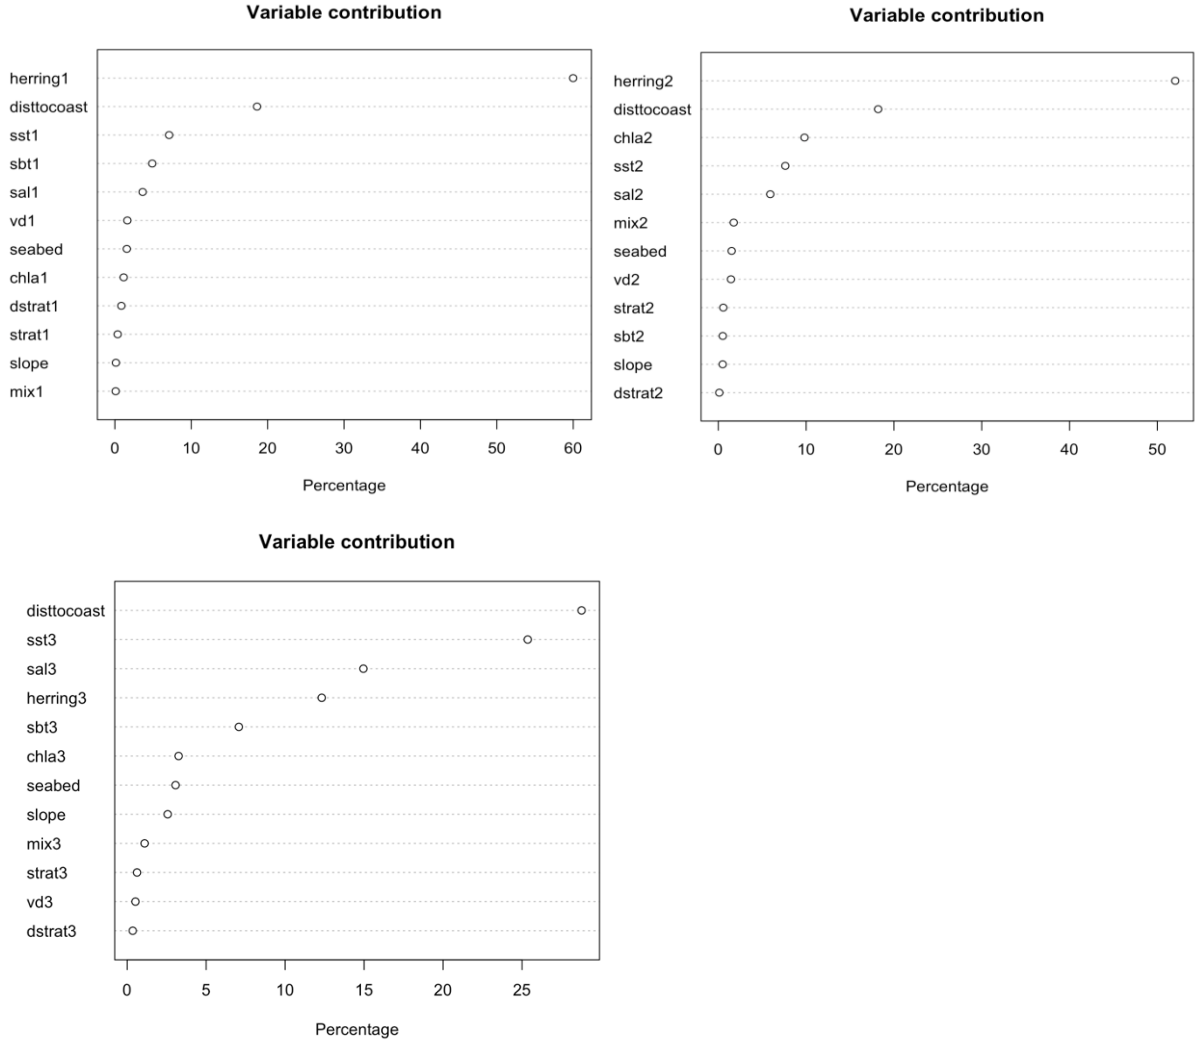 Variable contribution
herring1
disttocoast
sst1
sbt1
sal1
vd1
seabed
chla1
dstrat1
strat1
slope
mix1
0 10 20 30 40 50 60
Percentage
Variable contribution
herring2
disttocoast
chla2
sst2
sal2
mix2
seabed
vd2
strat2
sbt2
slope
dstrat2
0 10 20 30 40 50
Percentage
Variable contribution
disttocoast
sst3
sal3
herring3
sbt3
chla3
seabed
slope
mix3
strat3
vd3
dstrat3
0 5 10 15 20 25
Percentage